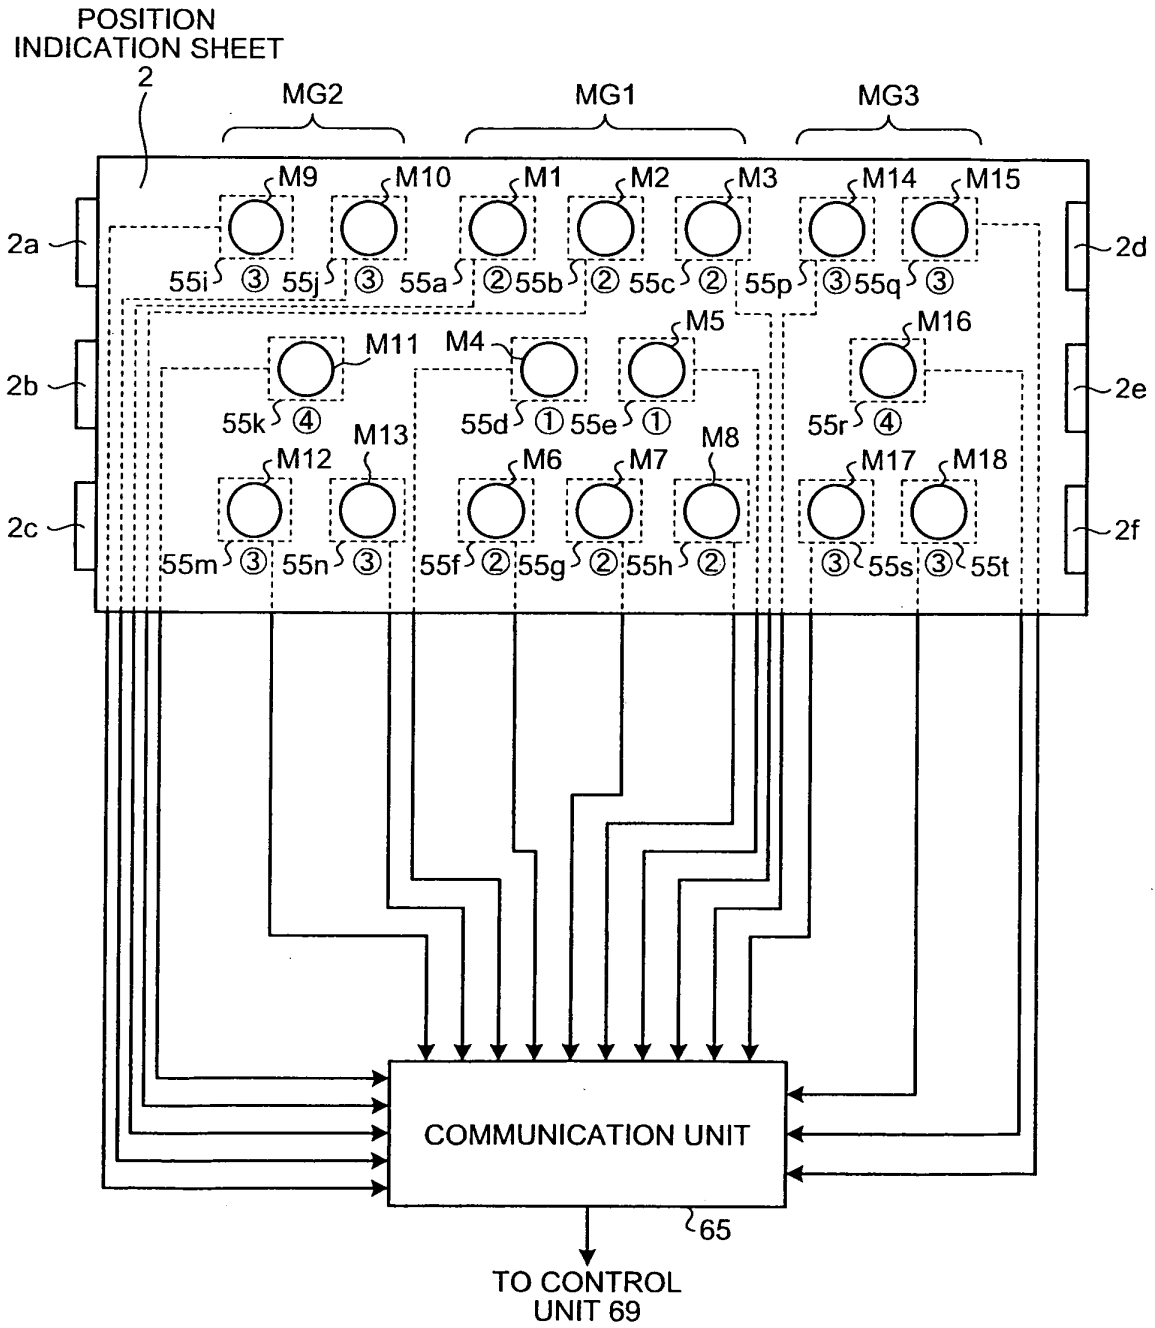 POSITION
INDICATION SHEET
2
MG2 MG1 MG3
M9 M10 M1 M2 M3 M14 M15
2a 2d
55i ③ 55j ③ 55a ② 55b ② 55c ② 55p ③ 55q ③
M11 M4 M5 M16
2b 2e
55k ④ 55d ① 55e ① 55r ④
M12 M13 M6 M7 M8 M17 M18
2c 2f
55m ③ 55n ③ 55f ② 55g ② 55h ② ③ 55s ③ 55t
COMMUNICATION UNIT
65
TO CONTROL
UNIT 69